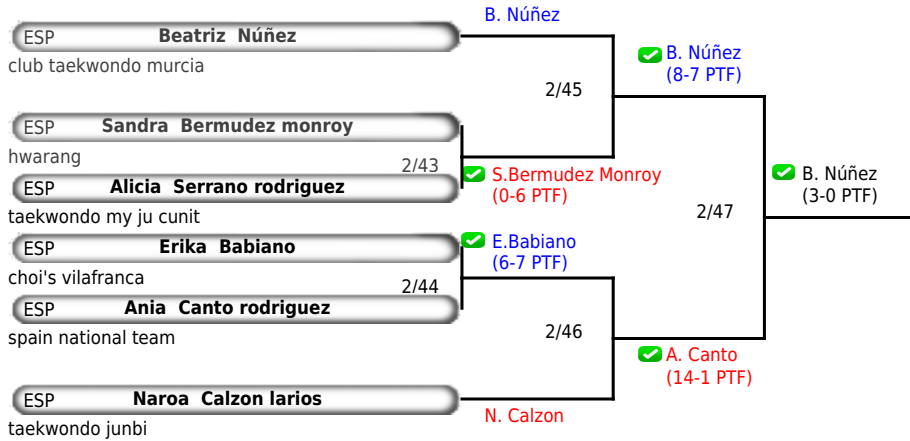 B. Núñez
ESP Beatriz Núñez
club taekwondo murcia
B. Núñez
(8-7 PTF)
2/45
ESP Sandra Bermudez monroy
hwarang
2/43
S.Bermudez Monroy
(0-6 PTF)
ESP Alicia Serrano rodriguez
taekwondo my ju cunit
B. Núñez
(3-0 PTF)
2/47
ESP Erika Babiano
choi's vilafranca
E.Babiano
(6-7 PTF)
2/44
ESP Ania Canto rodriguez
spain national team
2/46
A. Canto
(14-1 PTF)
ESP Naroa Calzon larios
taekwondo junbi
N. Calzon